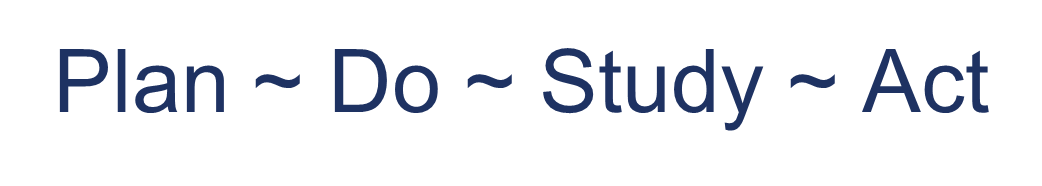 Plan ~ Do ~ Study ~ Act